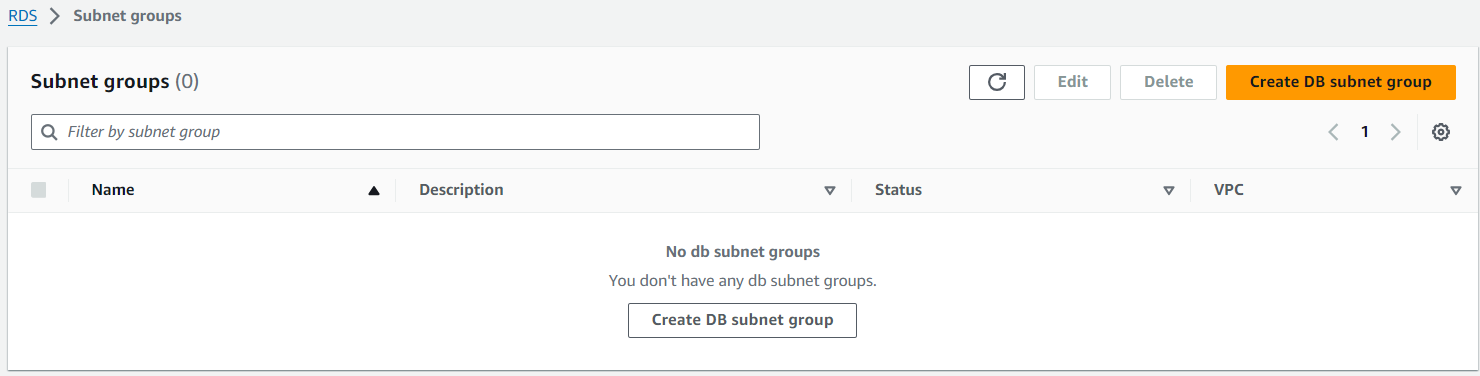 RDS > Subnet groups
Subnet groups (0)
Edit
Delete
Create DB subnet group
Filter by subnet group
1
Name Description Status VPC
No db subnet groups
You don't have any db subnet groups.
Create DB subnet group